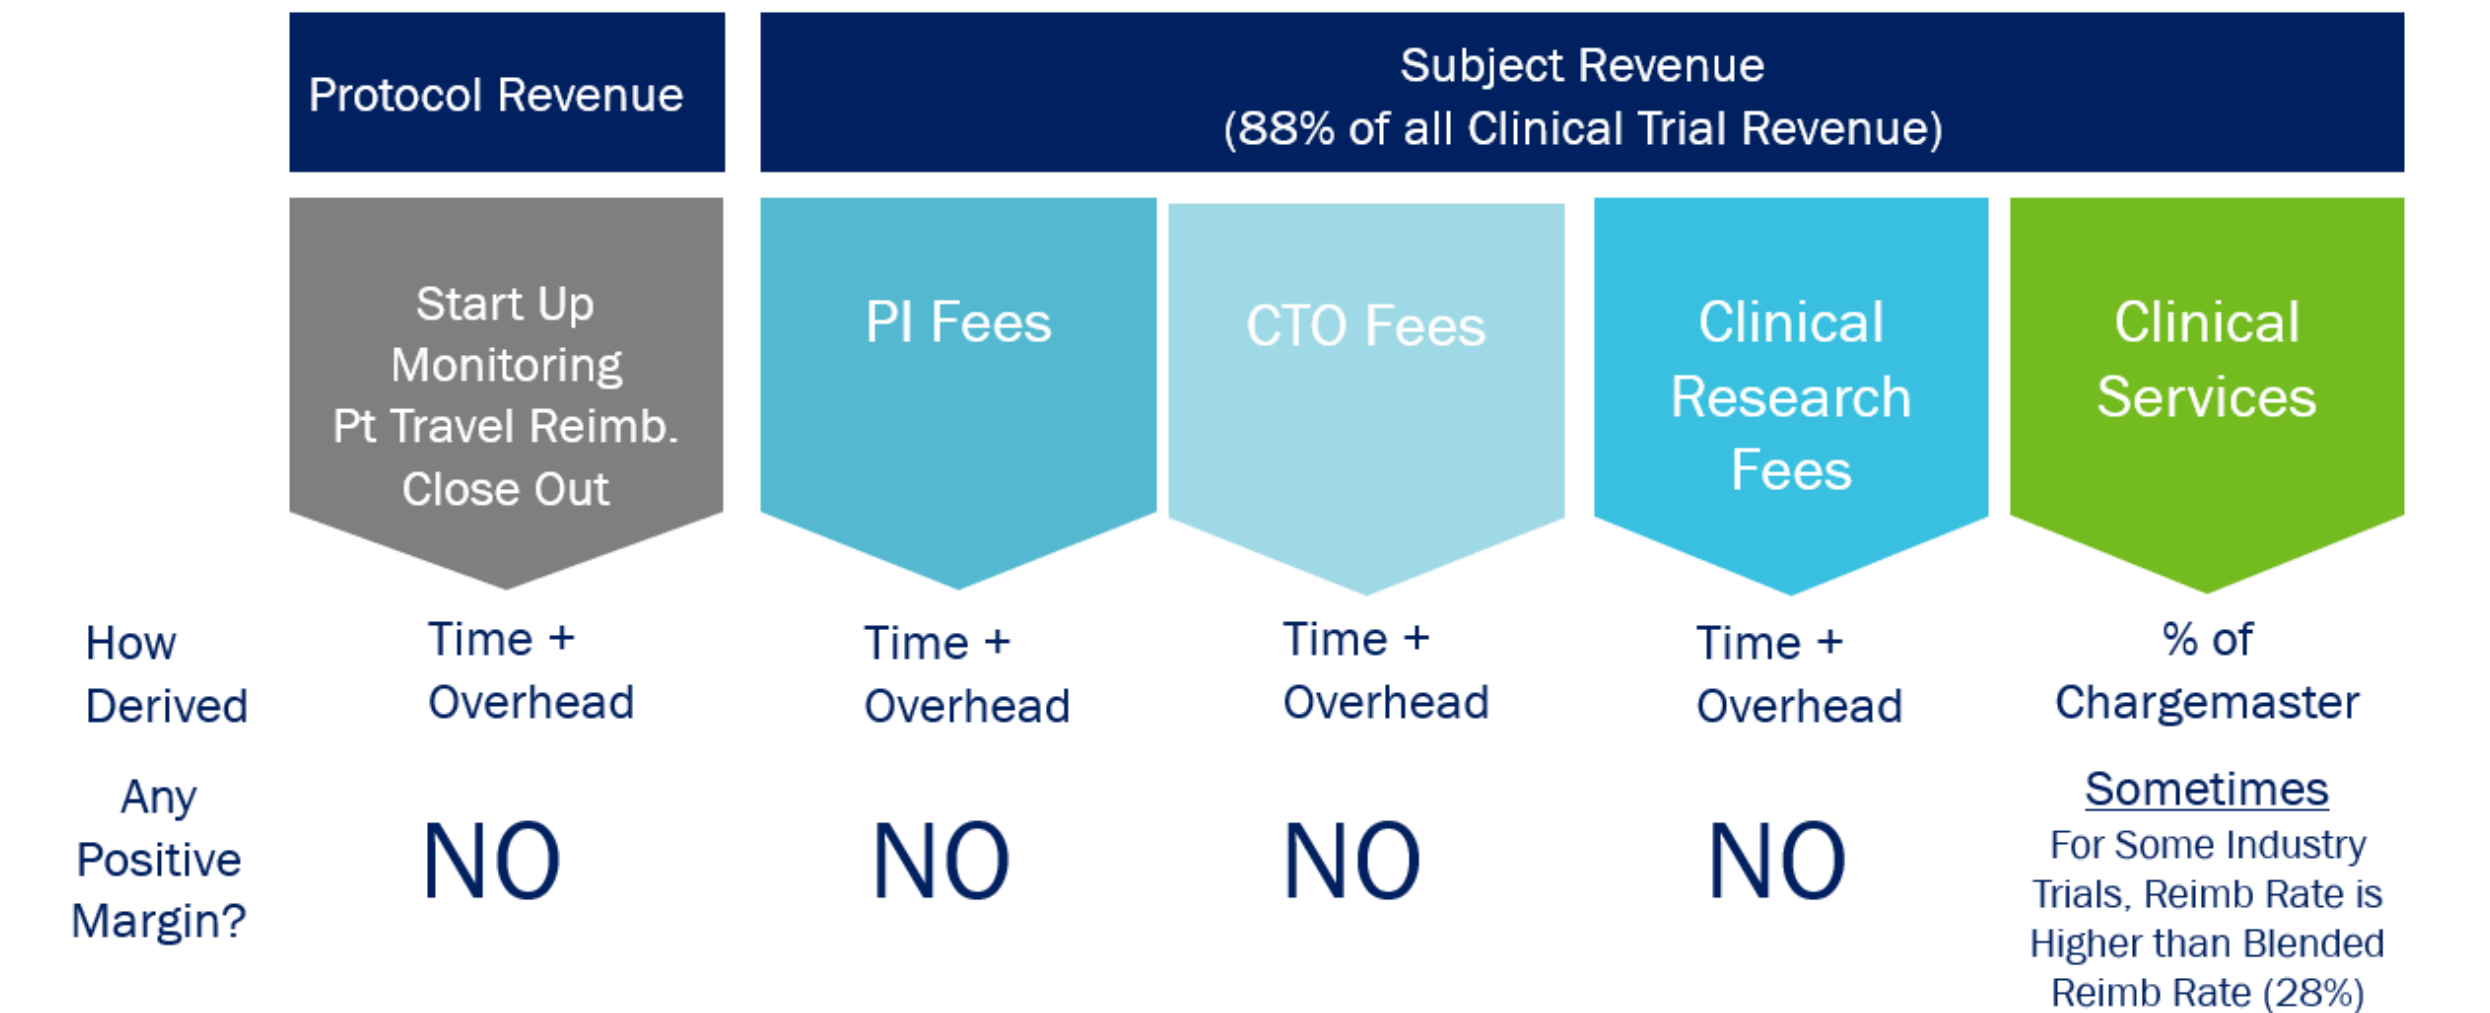 Protocol Revenue
Subject Revenue
(88% of all Clinical Trial Revenue)
Start Up
Monitoring
Pt Travel Reimb.
Close Out
PI Fees
CTO Fees
Clinical
Research
Fees
Clinical
Services
How
Derived
Time +
Overhead
Time +
Overhead
Time +
Overhead
Time +
Overhead
% of
Chargemaster
Any
Positive
Margin?
NO
NO
NO
NO
Sometimes
For Some Industry
Trials, Reimb Rate is
Higher than Blended
Reimb Rate (28%)